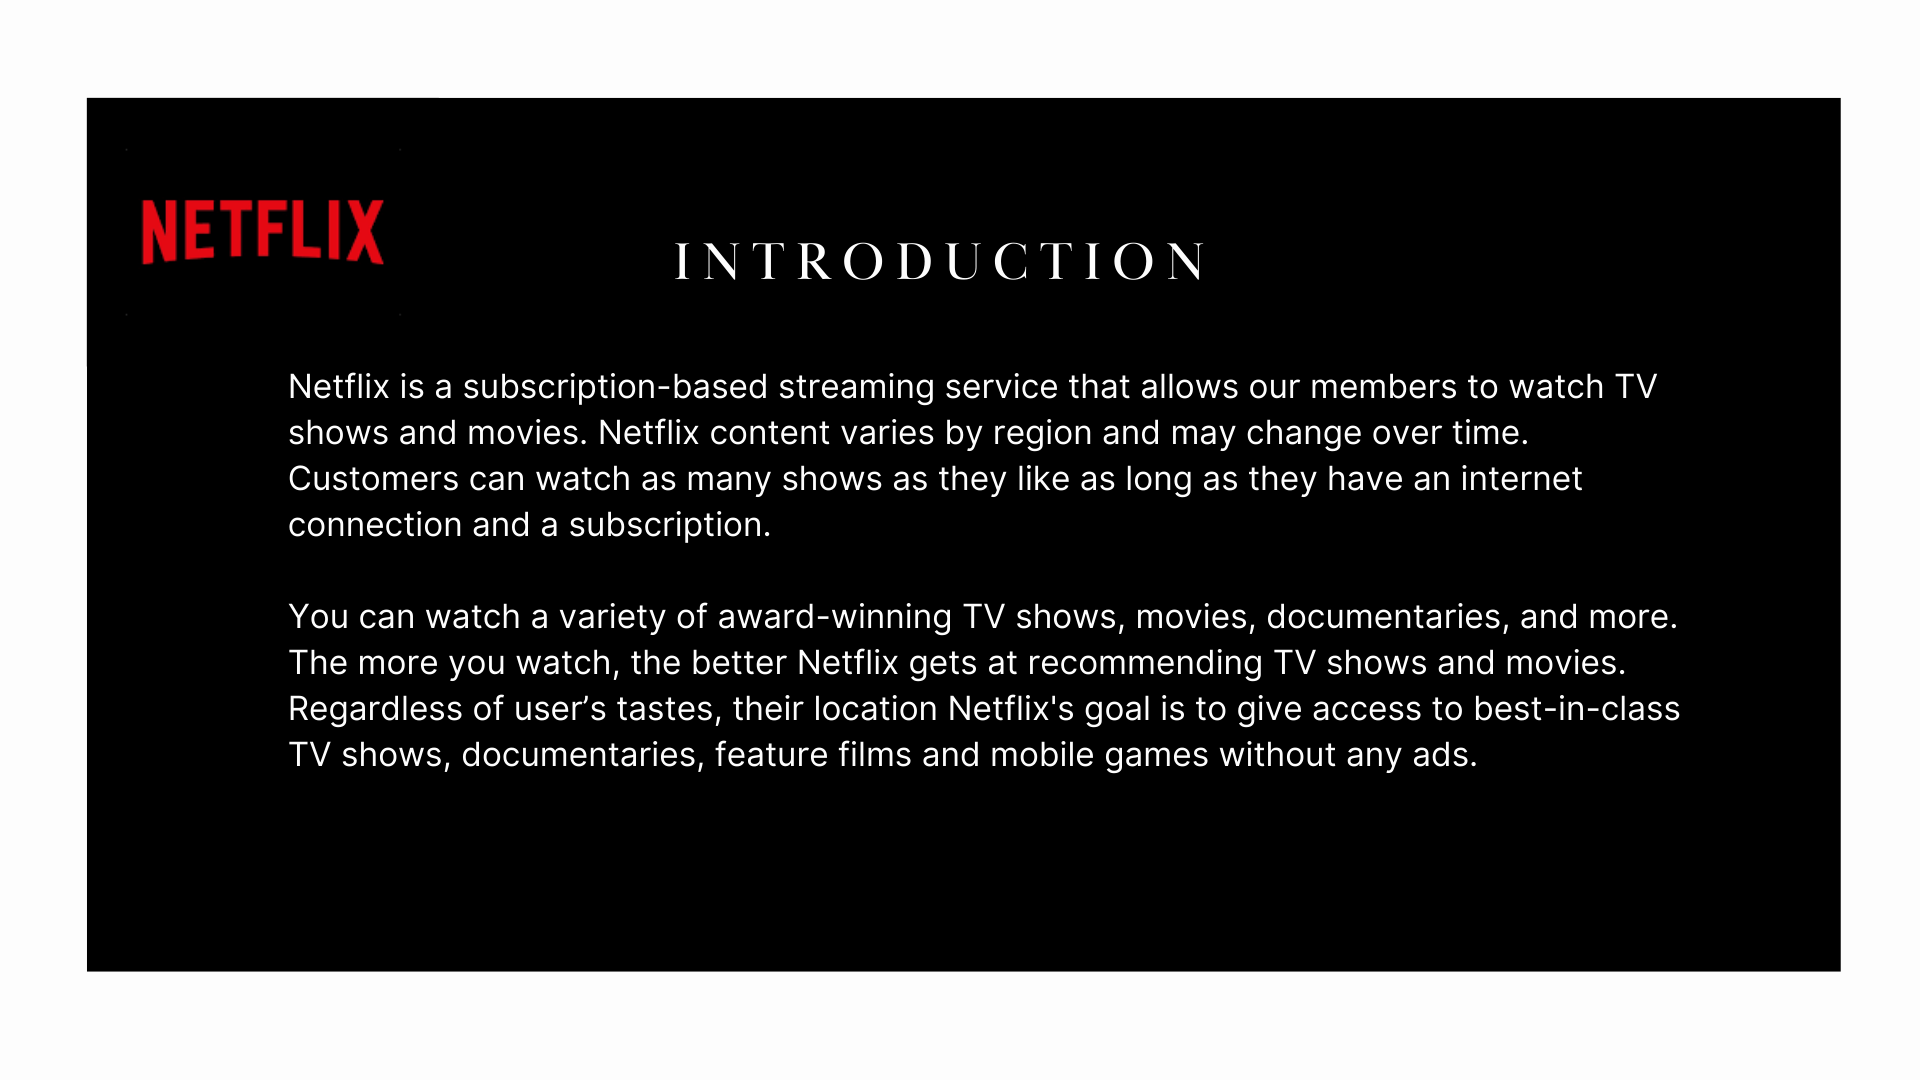 NETFLIX
INTRODUCTION
Netflix is a subscription-based streaming service that allows our members to watch TV
shows and movies. Netflix content varies by region and may change over time.
Customers can watch as many shows as they like as long as they have an internet
connection and a subscription.
You can watch a variety of award-winning TV shows, movies, documentaries, and more.
The more you watch, the better Netflix gets at recommending TV shows and movies.
Regardless of user’s tastes, their location Netflix's goal is to give access to best-in-class
TV shows, documentaries, feature films and mobile games without any ads.